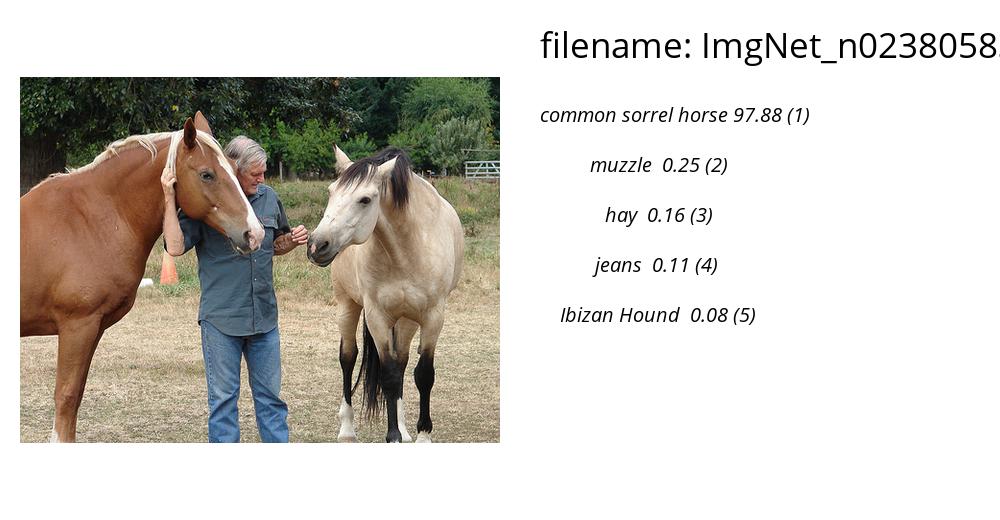 filename: ImgNet_n0238058
common sorrel horse 97.88 (1)
muzzle 0.25 (2)
hay 0.16 (3)
jeans 0.11 (4)
Ibizan Hound 0.08 (5)